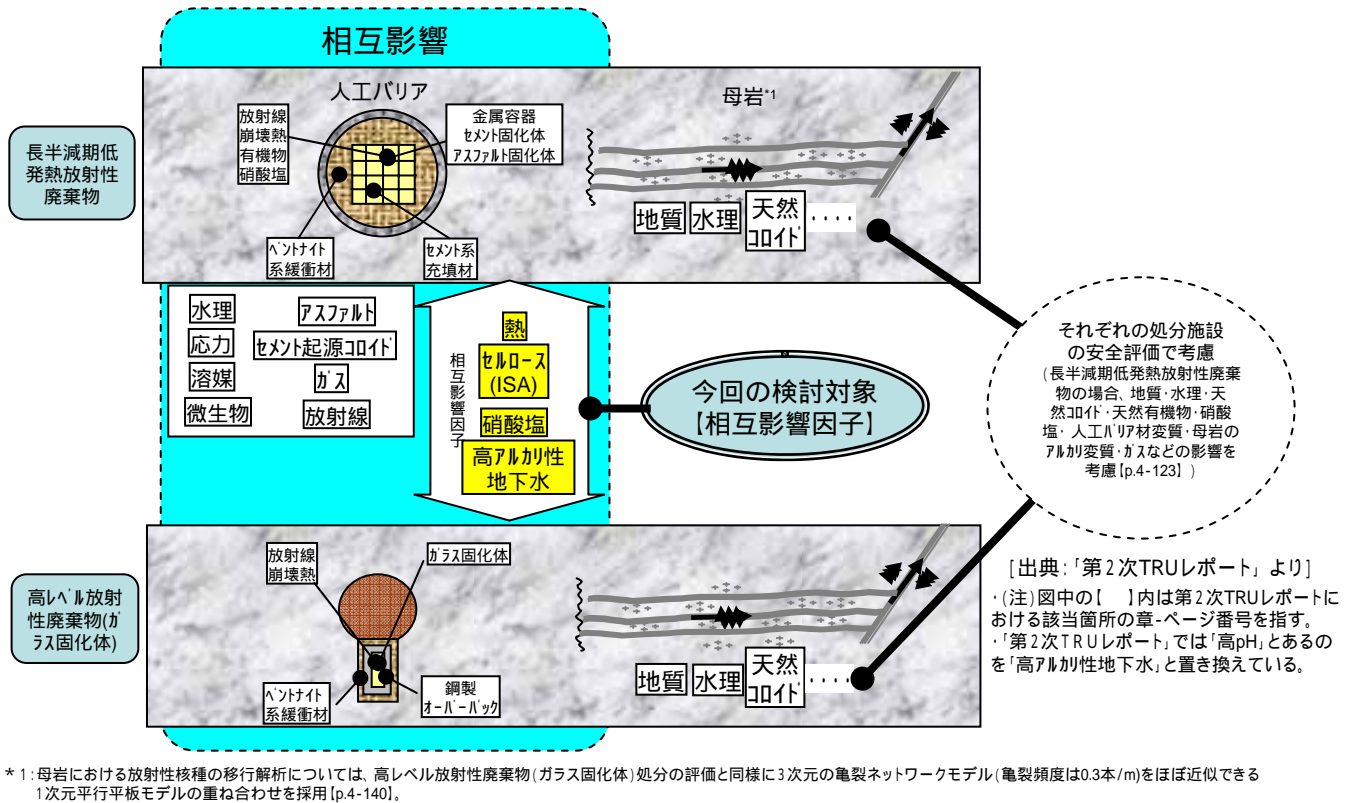 相互影響
人工バリア
放射線
崩壊熱
有機物
硝酸塩
金属容器
セメント固化体
アスファルト固化体
ベントナイト
系緩衝材
セメント系
充填材
母岩*1
地質
水理
天然
コロイド
・・・・
長半減期低
発熱放射性
廃棄物
水理
応力
溶媒
微生物
アスファルト
セメント起源コロイド
ガス
放射線
相互影響因子
熱
セルロース
(ISA)
硝酸塩
高アルカリ性
地下水
今回の検討対象
【相互影響因子】
それぞれの処分施設
の安全評価で考慮
(長半減期低発熱放射性廃棄
物の場合、地質・水理・天
然コロイド・天然有機物・硝酸
塩・人工バリア材変質・母岩の
アルカリ変質・ガスなどの影響を
考慮【p.4-123】)
高レベル放射
性廃棄物(ガ
ラス固化体)
放射線
崩壊熱
ガラス固化体
ベントナイト
系緩衝材
鋼製
オーバーパック
地質
水理
天然
コロイド
・・・・
[出典:「第2次TRUレポート」より]
・(注)図中の【 】内は第2次TRUレポートに
おける該当箇所の章-ページ番号を指す。
・「第2次TRUレポート」では「高pH」とあるの
を「高アルカリ性地下水」と置き換えている。
*1:母岩における放射性核種の移行解析については、高レベル放射性廃棄物(ガラス固化体)処分の評価と同様に3次元の亀裂ネットワークモデル(亀裂頻度は0.3本/m)をほぼ近似できる
1次元平行平板モデルの重ね合わせを採用【p.4-140】。